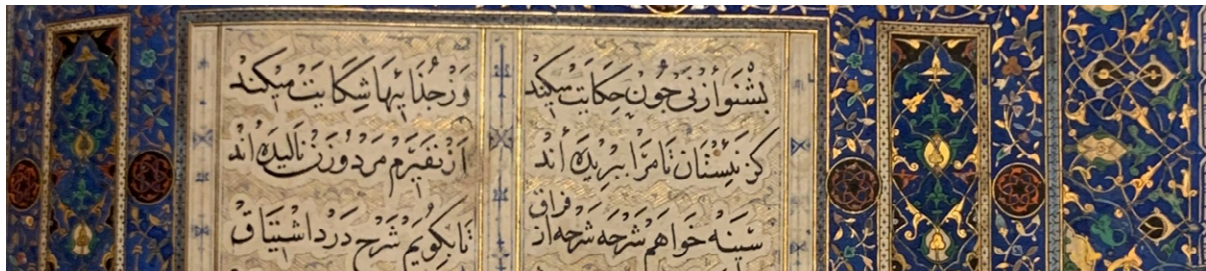 بشنو از نی چون حکایت میکند وز جذائیها شکایت میکند
کز نیستان تا مرا ببریده اند از نفیرم مرد و زن نالیده اند
سینه خواهم شرحه شرحه از فراق تا بگویم شرح درد اشتیاق